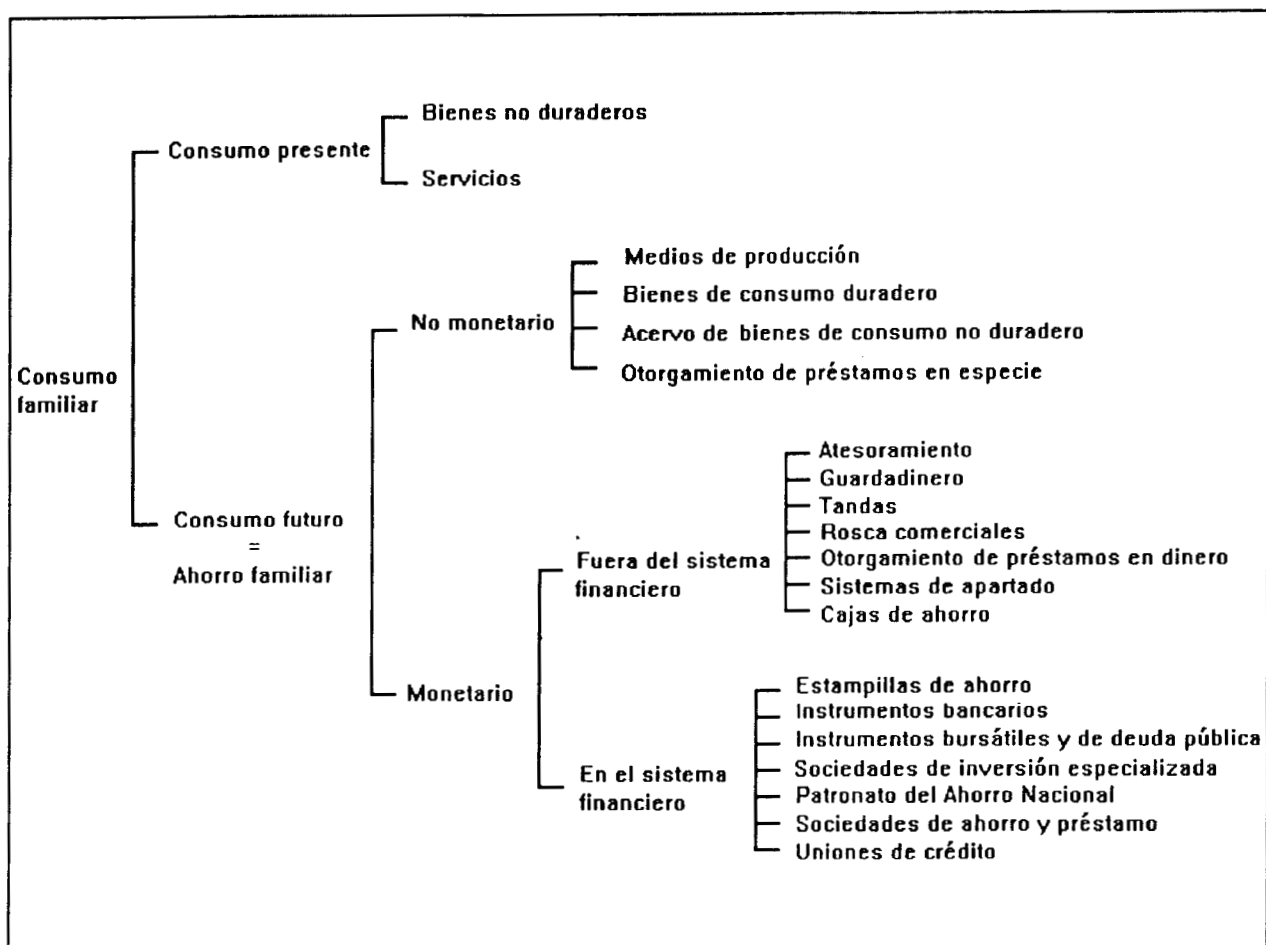 Bienes no duraderos
Consumo presente
Servicios
Medios de producción
Bienes de consumo duradero
No monetario
Acervo de bienes de consumo no duradero
Otorgamiento de préstamos en especie
Consumo
familiar
Consumo futuro
=
Ahorro familiar
Atesoramiento
Guardadinero
Tandas
Rosca comerciales
Fuera del sistema
financiero
Otorgamiento de préstamos en dinero
Sistemas de apartado
Cajas de ahorro
Monetario
Estampillas de ahorro
Instrumentos bancarios
Instrumentos bursátiles y de deuda pública
En el sistema
financiero
Sociedades de inversión especializada
Patronato del Ahorro Nacional
Sociedades de ahorro y préstamo
Uniones de crédito